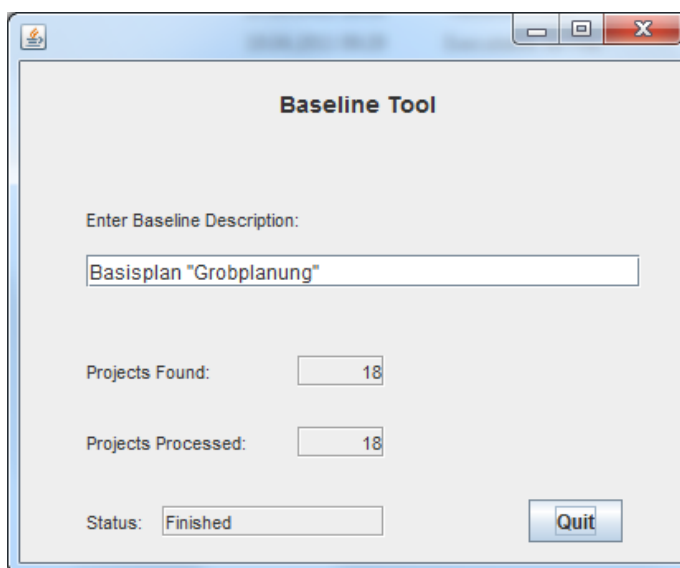 Baseline Tool
Enter Baseline Description:
Basisplan "Grobplanung"
Projects Found: 18
Projects Processed: 18
Status: Finished Quit